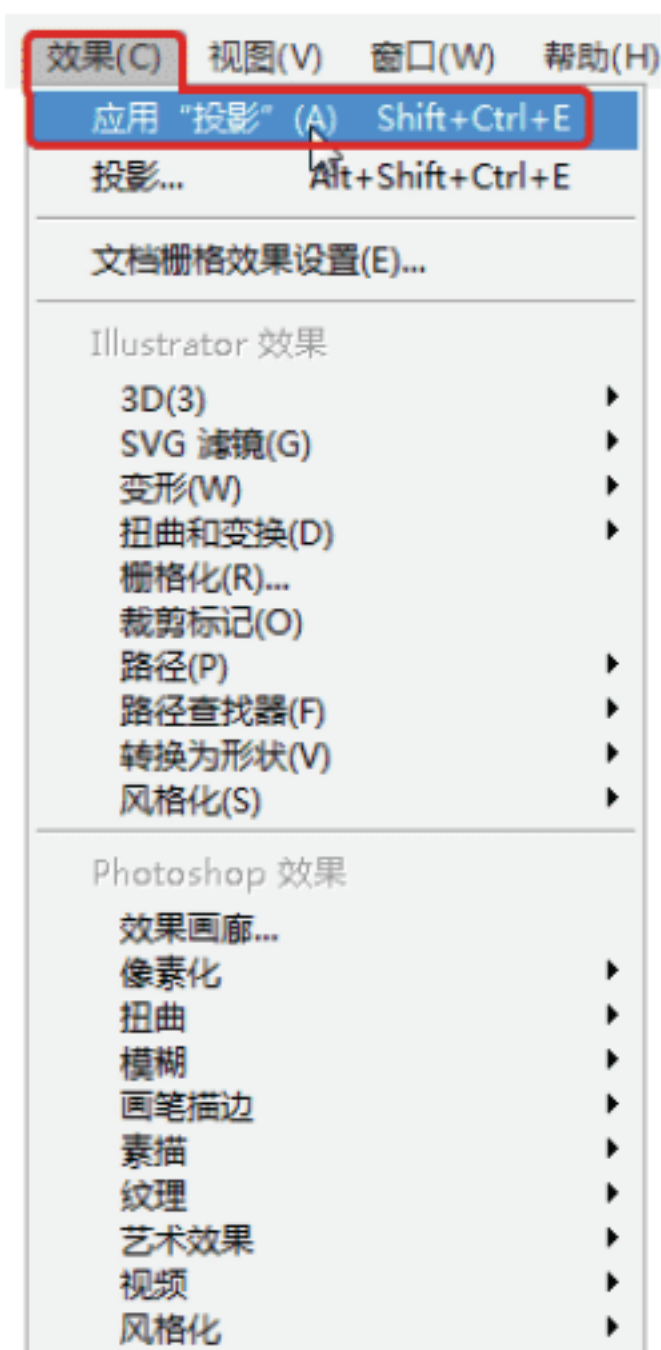 效果(C) 视图(V) 窗口(W) 帮助(H)
应用“投影”(A) Shift+Ctrl+E
投影... Alt+Shift+Ctrl+E
文档栅格效果设置(E)...
Illustrator 效果
3D(3)
SVG 滤镜(G)
变形(W)
扭曲和变换(D)
栅格化(R)...
裁剪标记(O)
路径(P)
路径查找器(F)
转换为形状(V)
风格化(S)
Photoshop 效果
效果画廊...
像素化
扭曲
模糊
画笔描边
素描
纹理
艺术效果
视频
风格化